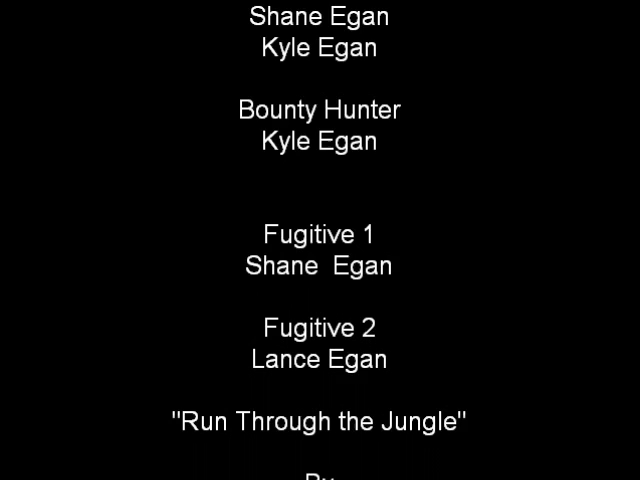 Shane Egan
Kyle Egan
Bounty Hunter
Kyle Egan
Fugitive 1
Shane  Egan
Fugitive 2
Lance Egan
"Run Through the Jungle"
By